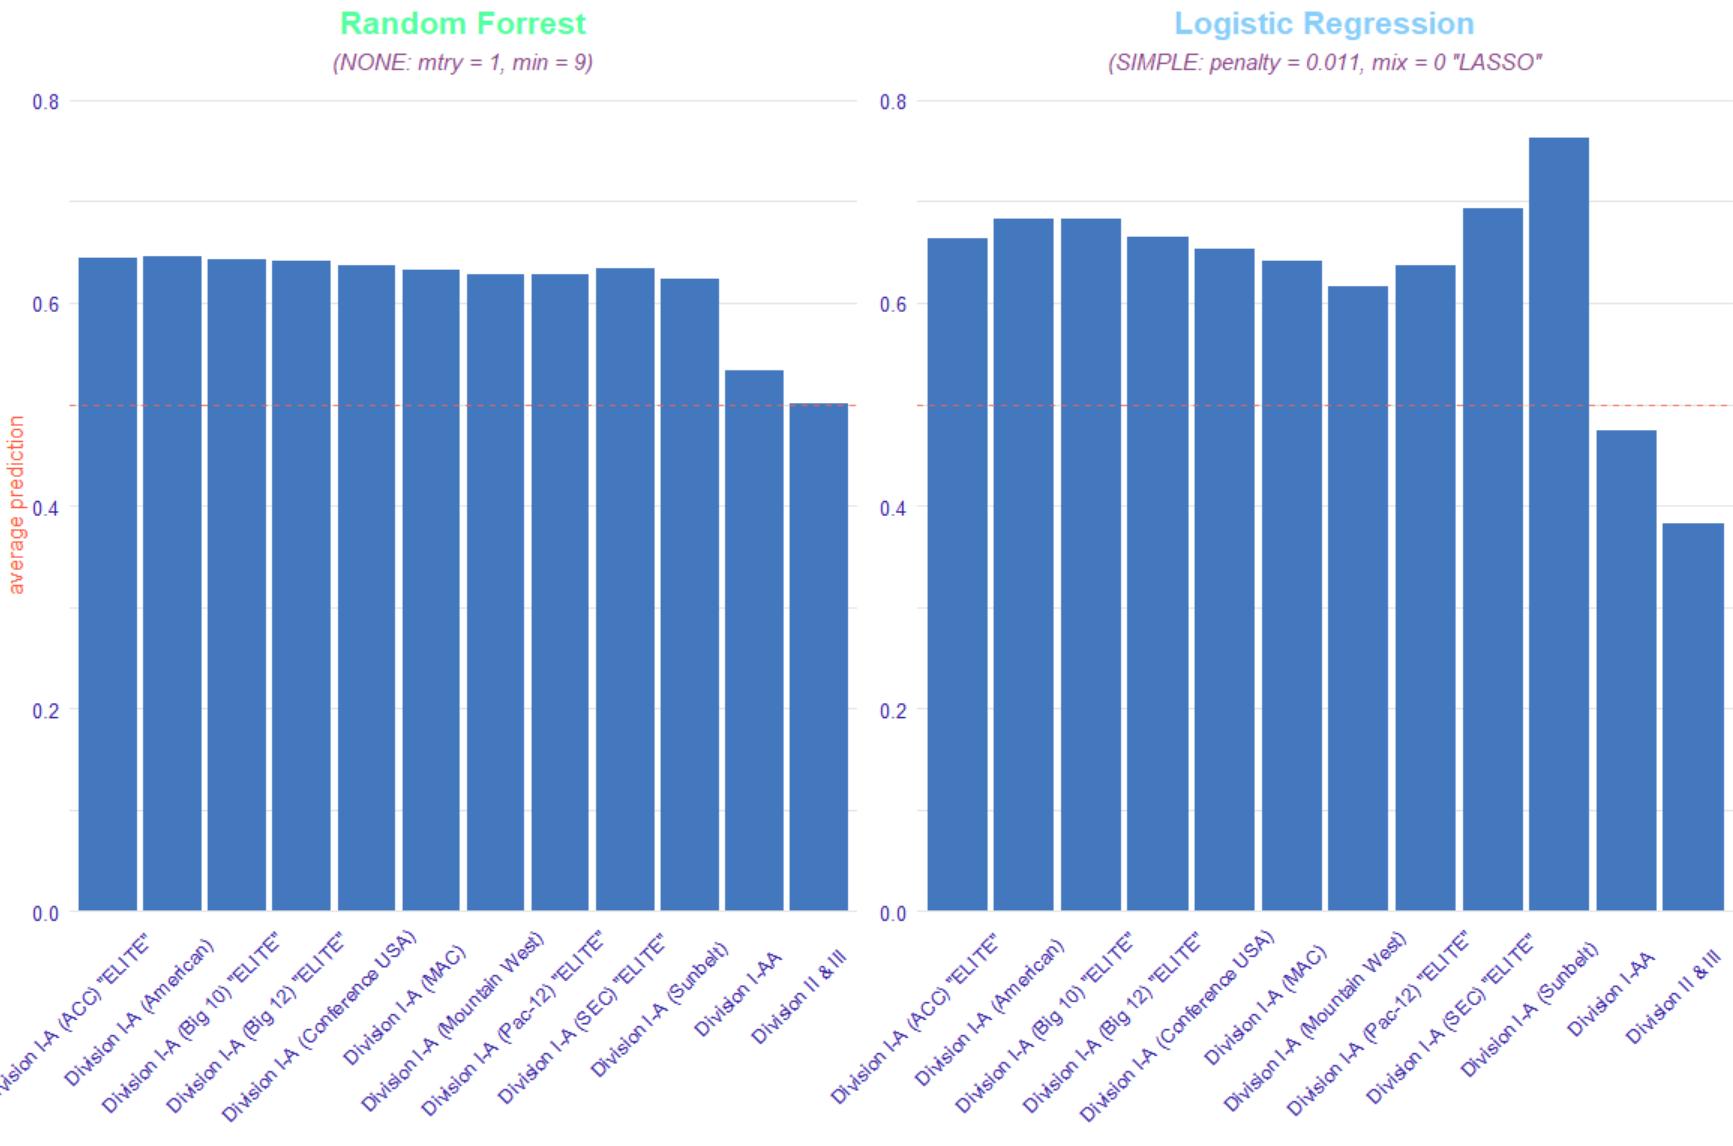 Random Forrest
(NONE: mtry = 1, min = 9)
0.8
0.6
0.4
0.2
0.0
average prediction
ivision I-A (ACC) "ELITE"
Division I-A (American)
Division I-A (Big 10) "ELITE"
Division I-A (Big 12) "ELITE"
Division I-A (Conference USA)
Division I-A (MAC)
Division I-A (Mountain West)
Division I-A (Pac-12) "ELITE"
Division I-A (SEC) "ELITE"
Division I-A (Sunbelt)
Division I-AA
Division II & III
Logistic Regression
(SIMPLE: penalty = 0.011, mix = 0 "LASSO"
0.8
0.6
0.4
0.2
0.0
Division I-A (ACC) "ELITE"
Division I-A (American)
Division I-A (Big 10) "ELITE"
Division I-A (Big 12) "ELITE"
Division I-A (Conference USA)
Division I-A (MAC)
Division I-A (Mountain West)
Division I-A (Pac-12) "ELITE"
Division I-A (SEC) "ELITE"
Division I-A (Sunbelt)
Division I-AA
Division II & III